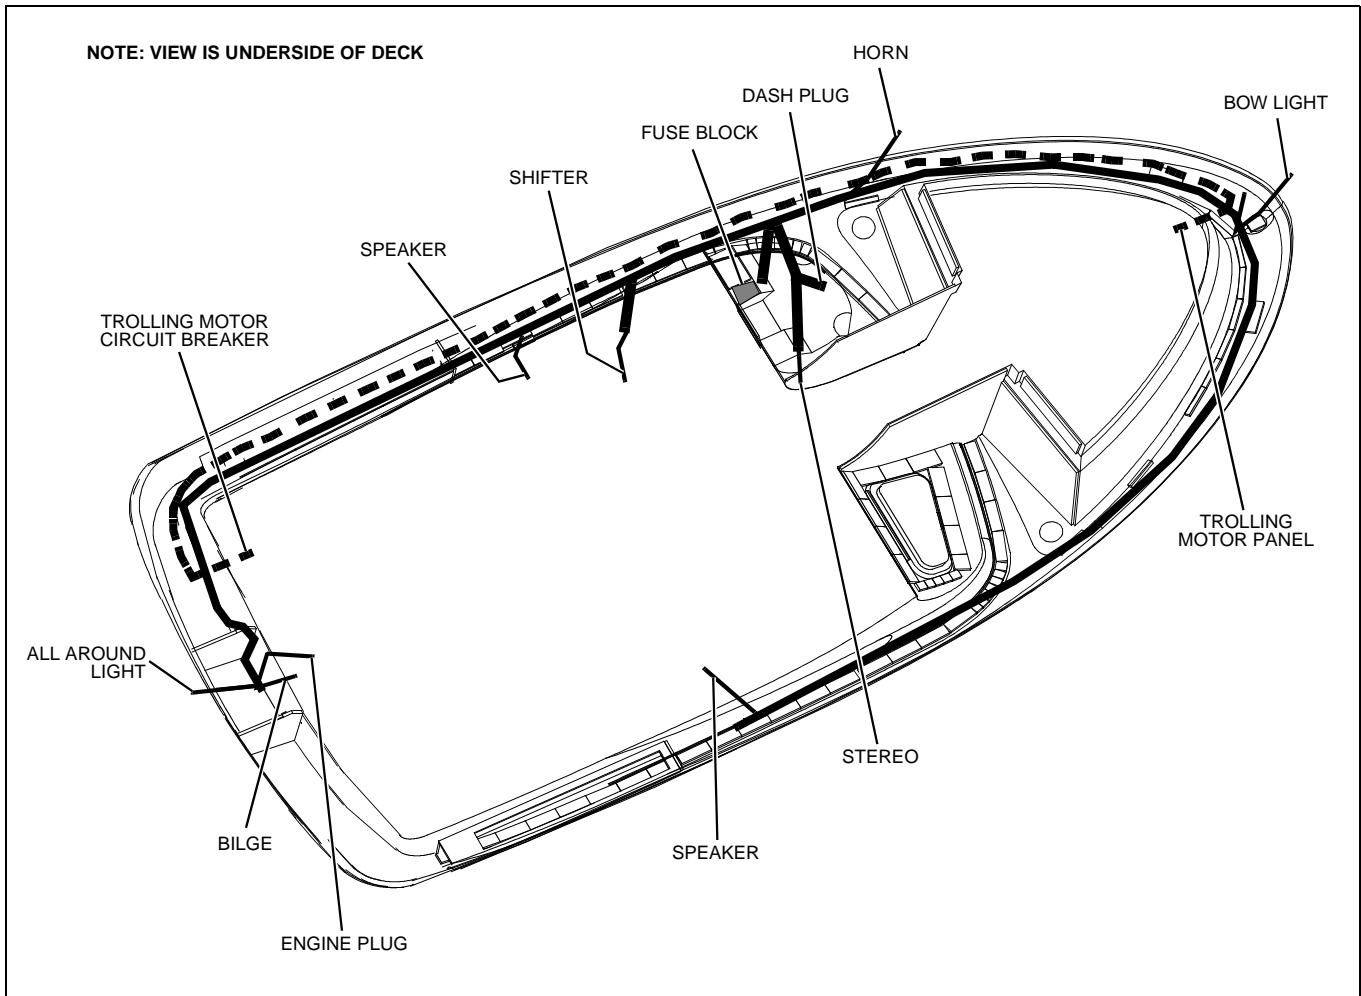 NOTE: VIEW IS UNDERSIDE OF DECK
HORN
DASH PLUG
BOW LIGHT
FUSE BLOCK
SHIFTER
SPEAKER
TROLLING MOTOR
CIRCUIT BREAKER
TROLLING
MOTOR PANEL
ALL AROUND
LIGHT
STEREO
BILGE
SPEAKER
ENGINE PLUG